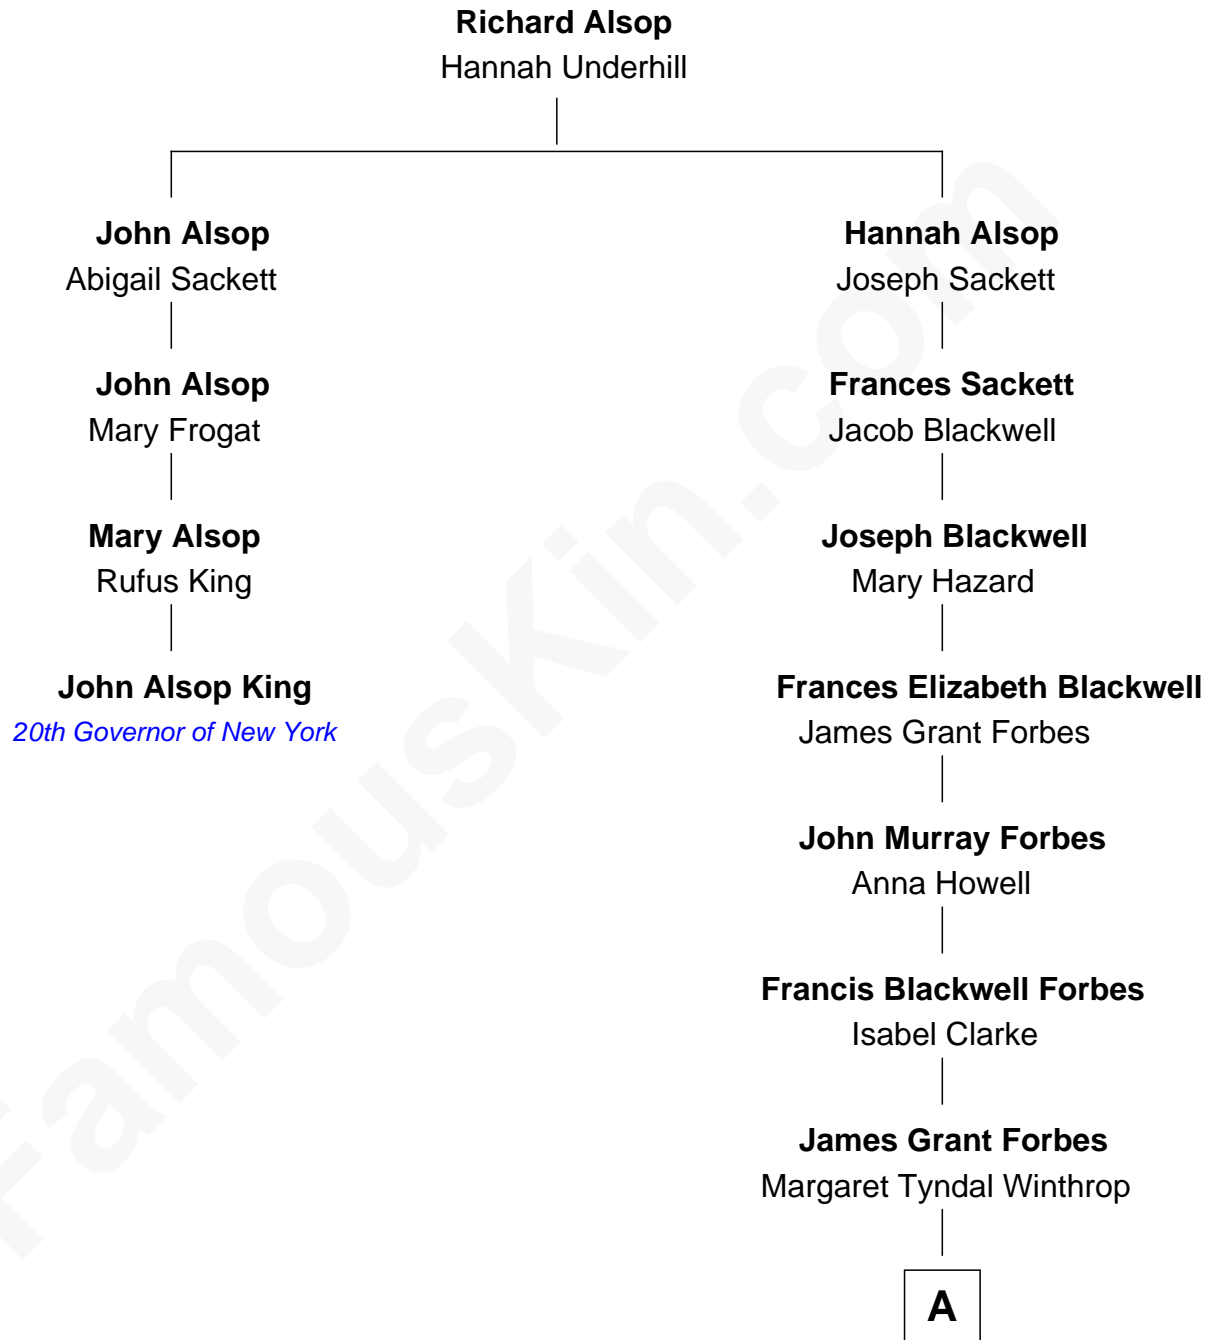 Richard Alsop
Hannah Underhill
John Alsop
Abigail Sackett
Hannah Alsop
Joseph Sackett
John Alsop
Mary Frogat
Frances Sackett
Jacob Blackwell
Mary Alsop
Rufus King
Joseph Blackwell
Mary Hazard
John Alsop King
20th Governor of New York
Frances Elizabeth Blackwell
James Grant Forbes
John Murray Forbes
Anna Howell
Francis Blackwell Forbes
Isabel Clarke
James Grant Forbes
Margaret Tyndal Winthrop
A
FamousKin.com